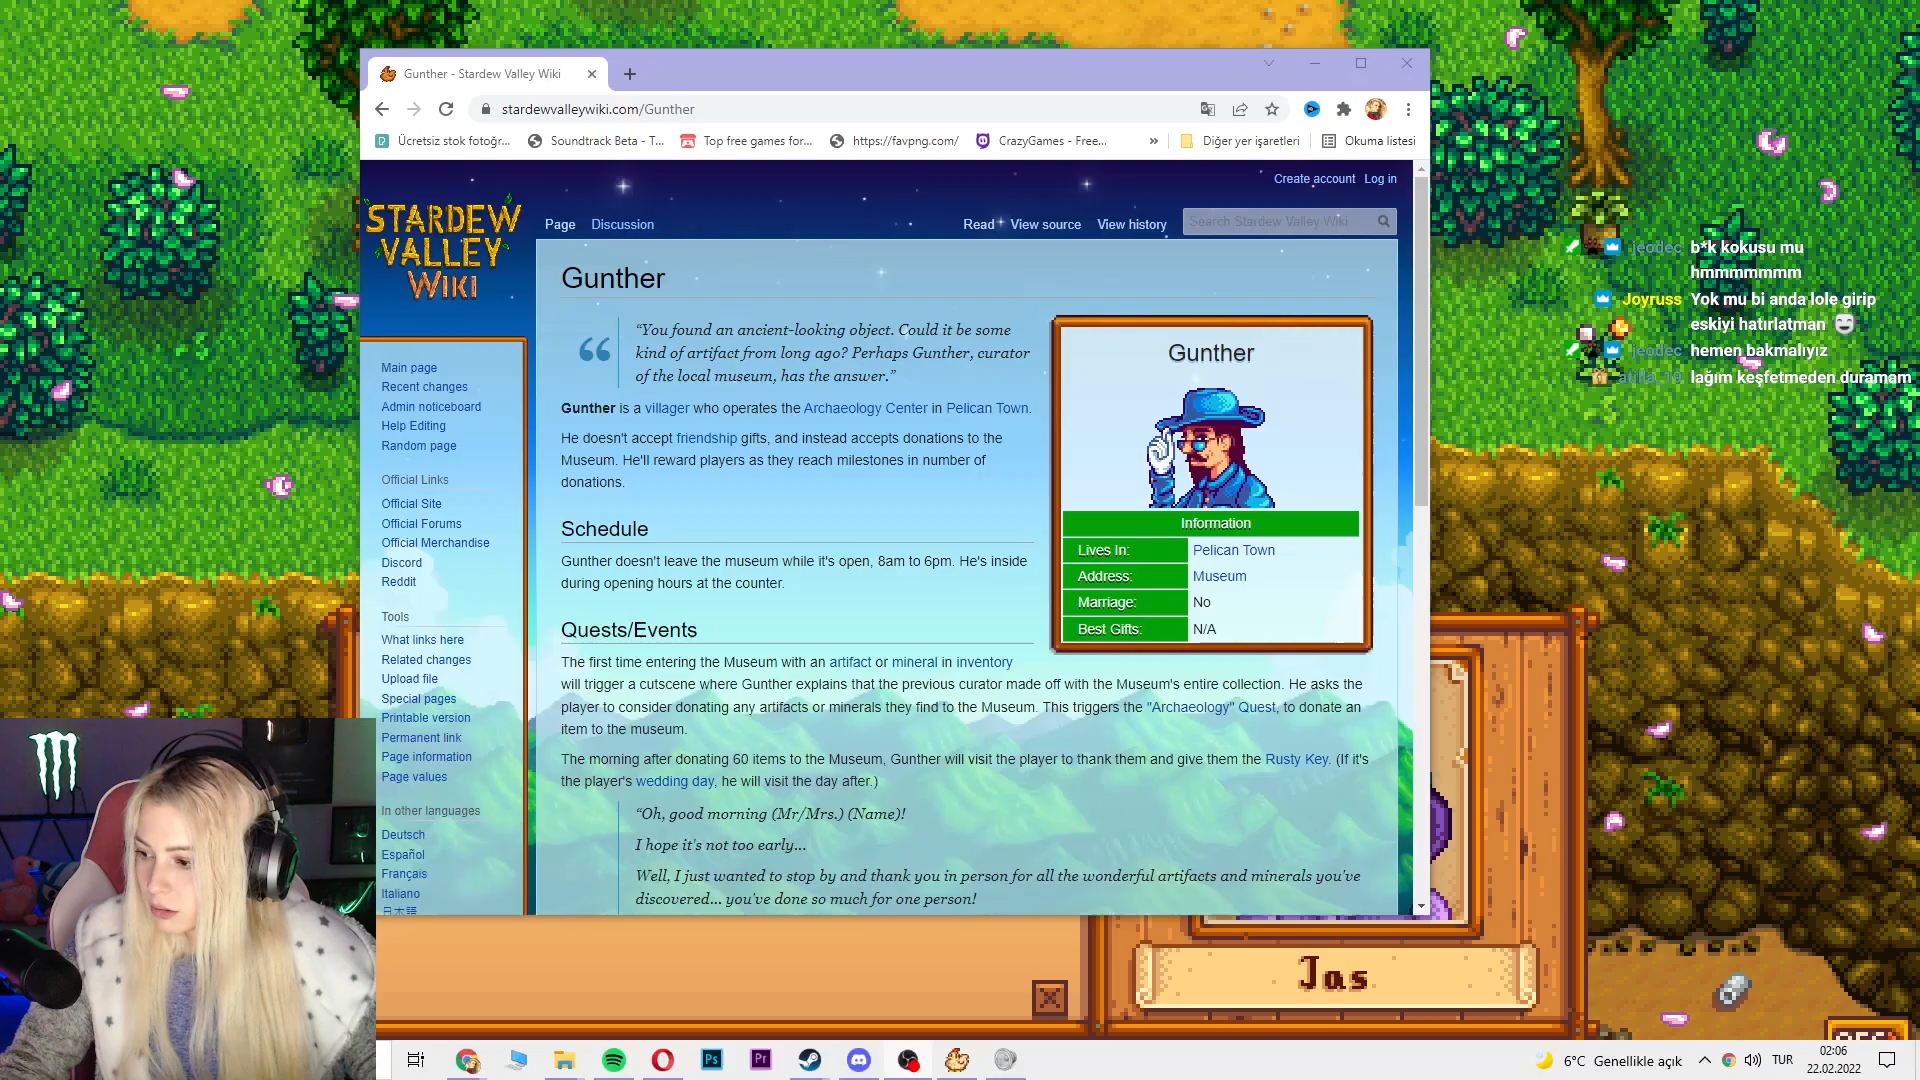 Gunther - Stardew Valley Wiki
stardewvalleywiki.com/Gunther
Ücretsiz stok fotoğr...
Soundtrack Beta - T...
Top free games for...
https://favpng.com/
CrazyGames - Free...
»
Diğer yer işaretleri
Okuma listesi
Create account Log in
STARDEW
VALLEY
WIKI
Page Discussion
Read View source View history
Search Stardew Valley Wiki
Main page
Recent changes
Admin noticeboard
Help Editing
Random page
Official Links
Official Site
Official Forums
Official Merchandise
Discord
Reddit
Tools
What links here
Related changes
Upload file
Special pages
Printable version
Permanent link
Page information
Page values
In other languages
Deutsch
Español
Français
Italiano
日本語
Gunther
“You found an ancient-looking object. Could it be some
kind of artifact from long ago? Perhaps Gunther, curator
of the local museum, has the answer.”
Gunther is a villager who operates the Archaeology Center in Pelican Town.
He doesn't accept friendship gifts, and instead accepts donations to the
Museum. He'll reward players as they reach milestones in number of
donations.
Schedule
Gunther doesn't leave the museum while it's open, 8am to 6pm. He's inside
during opening hours at the counter.
Quests/Events
The first time entering the Museum with an artifact or mineral in inventory
will trigger a cutscene where Gunther explains that the previous curator made off with the Museum's entire collection. He asks the
player to consider donating any artifacts or minerals they find to the Museum. This triggers the "Archaeology" Quest, to donate an
item to the museum.
The morning after donating 60 items to the Museum, Gunther will visit the player to thank them and give them the Rusty Key. (If it's
the player's wedding day, he will visit the day after.)
“Oh, good morning (Mr/Mrs.) (Name)!
I hope it's not too early...
Well, I just wanted to stop by and thank you in person for all the wonderful artifacts and minerals you've
discovered... you've done so much for one person!
Gunther
Information
Lives In: Pelican Town
Address: Museum
Marriage: No
Best Gifts: N/A
jeodec b*k kokusu mu
hmmmmmmm
Joyruss Yok mu bi anda lole girip
eskiyi hatırlatman
jeodec hemen bakmalıyız
lağım keşfetmeden duramam
Jas
Ps
Pr
6°C Genellikle açık
TUR
02:06
22.02.2022